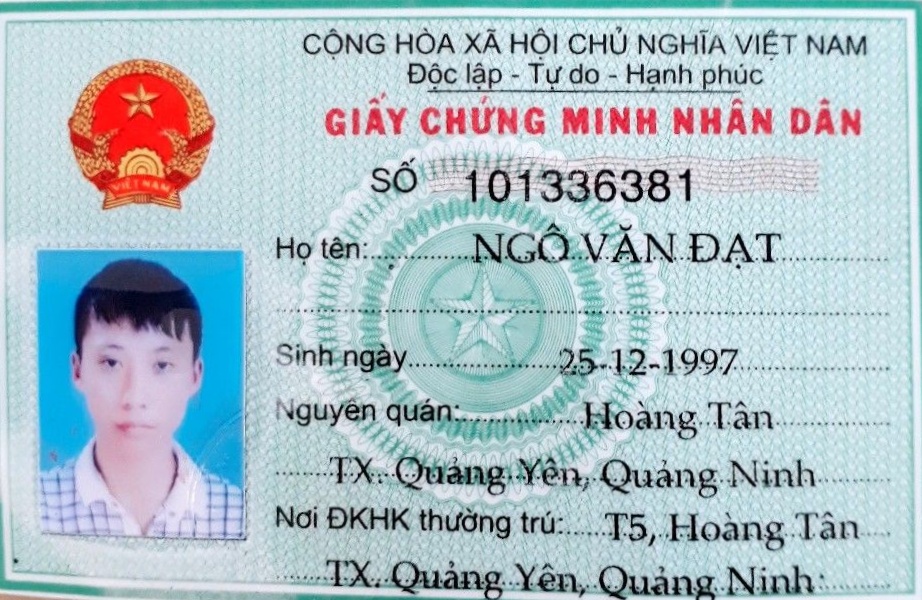 CỘNG HÒA XÃ HỘI CHỦ NGHĨA VIỆT NAM
Độc lập - Tự do - Hạnh phúc
GIẤY CHỨNG MINH NHÂN DÂN
VIỆT NAM
SỐ 101336381
Họ tên: NGÔ VĂN ĐẠT
Sinh ngày 25-12-1997
Nguyên quán: Hoàng Tân
TX. Quảng Yên, Quảng Ninh
Nơi ĐKHK thường trú: T5, Hoàng Tân
TX. Quảng Yên, Quảng Ninh